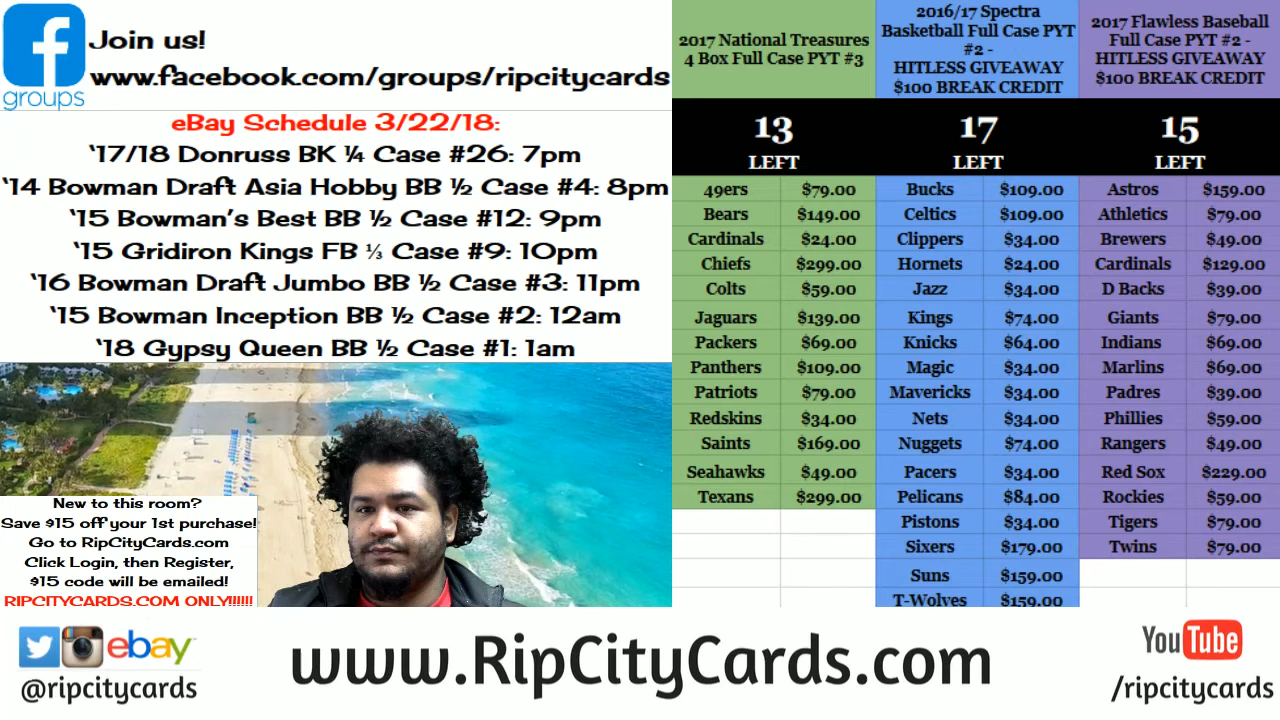 Join us!
www.facebook.com/groups/ripcitycards
groups
eBay Schedule 3/22/18:
'17/18 Donruss BK ¼ Case #26: 7pm
'14 Bowman Draft Asia Hobby BB ½ Case #4: 8pm
'15 Bowman's Best BB ½ Case #12: 9pm
'15 Gridiron Kings FB ⅓ Case #9: 10pm
'16 Bowman Draft Jumbo BB ½ Case #3: 11pm
'15 Bowman Inception BB ½ Case #2: 12am
'18 Gypsy Queen BB ½ Case #1: 1am
New to this room?
Save $15 off your 1st purchase!
Go to RipCityCards.com
Click Login, then Register,
$15 code will be emailed!
RIPCITYCARDS.COM ONLY!!!!!!
2017 National Treasures
4 Box Full Case PYT #3
13
LEFT
49ers $79.00
Bears $149.00
Cardinals $24.00
Chiefs $299.00
Colts $59.00
Jaguars $139.00
Packers $69.00
Panthers $109.00
Patriots $79.00
Redskins $34.00
Saints $169.00
Seahawks $49.00
Texans $299.00
2016/17 Spectra
Basketball Full Case PYT
#2 -
HITLESS GIVEAWAY
$100 BREAK CREDIT
17
LEFT
Bucks $109.00
Celtics $109.00
Clippers $34.00
Hornets $24.00
Jazz $34.00
Kings $74.00
Knicks $64.00
Magic $34.00
Mavericks $34.00
Nets $34.00
Nuggets $74.00
Pacers $34.00
Pelicans $84.00
Pistons $34.00
Sixers $179.00
Suns $159.00
T-Wolves $159.00
2017 Flawless Baseball
Full Case PYT #2 -
HITLESS GIVEAWAY
$100 BREAK CREDIT
15
LEFT
Astros $159.00
Athletics $79.00
Brewers $49.00
Cardinals $129.00
D Backs $39.00
Giants $79.00
Indians $69.00
Marlins $69.00
Padres $39.00
Phillies $59.00
Rangers $49.00
Red Sox $229.00
Rockies $59.00
Tigers $79.00
Twins $79.00
ebay
@ripcitycards
www.RipCityCards.com
YouTube
/ripcitycards